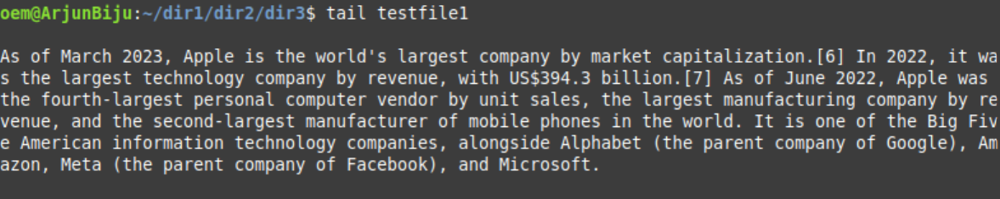 oem@ArjunBiju:~/dir1/dir2/dir3$ tail testfile1
As of March 2023, Apple is the world's largest company by market capitalization.[6] In 2022, it wa
s the largest technology company by revenue, with US$394.3 billion.[7] As of June 2022, Apple was
the fourth-largest personal computer vendor by unit sales, the largest manufacturing company by re
venue, and the second-largest manufacturer of mobile phones in the world. It is one of the Big Fiv
e American information technology companies, alongside Alphabet (the parent company of Google), Am
azon, Meta (the parent company of Facebook), and Microsoft.